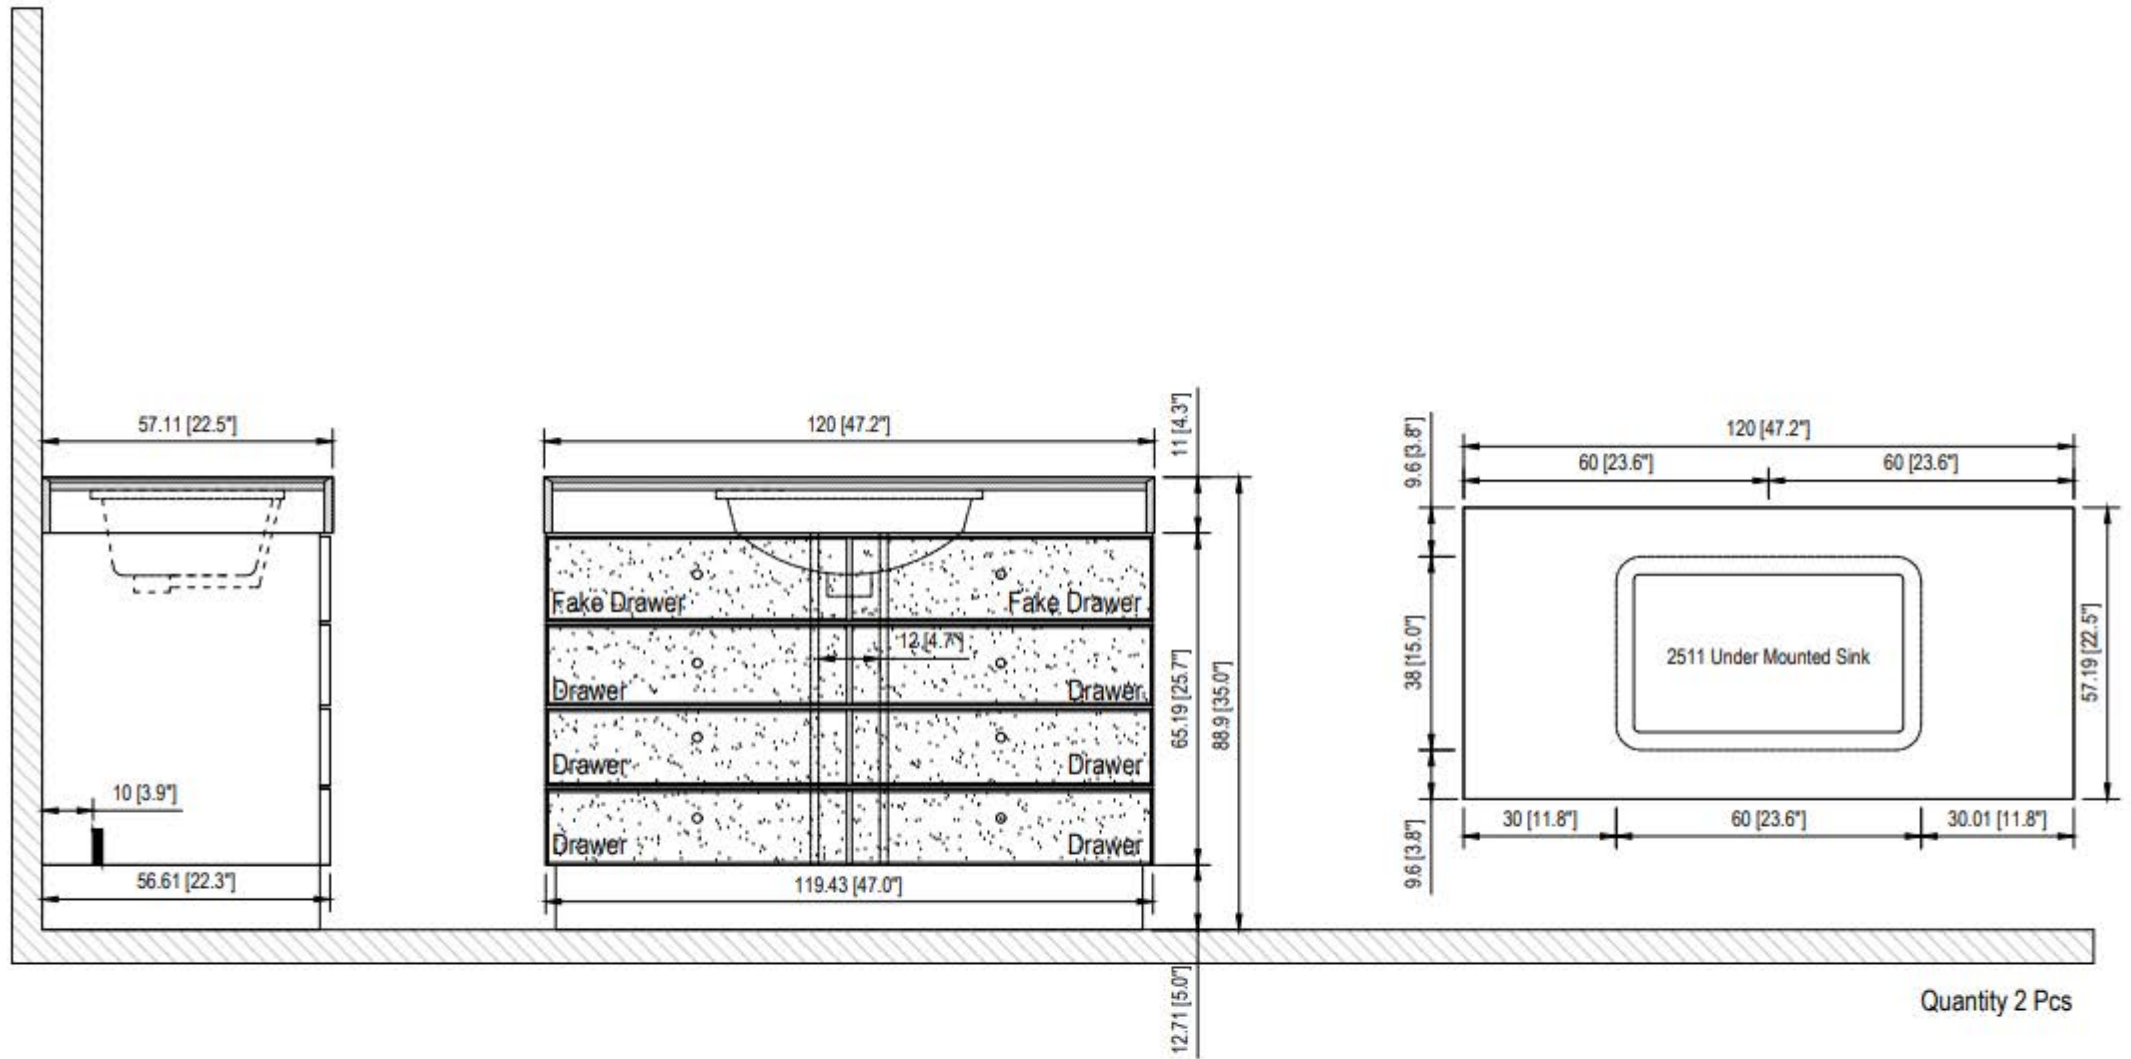 57.11 [22.5"]
10 [3.9"]
56.61 [22.3"]
120 [47.2"]
11 [4.3"]
Fake Drawer
Fake Drawer
12 [4.7"]
Drawer
Drawer
Drawer
Drawer
Drawer
Drawer
119.43 [47.0"]
65.19 [25.7"]
88.9 [35.0"]
12.71 [5.0"]
120 [47.2"]
60 [23.6"]
60 [23.6"]
9.6 [3.8"]
38 [15.0"]
9.6 [3.8"]
2511 Under Mounted Sink
57.19 [22.5"]
30 [11.8"]
60 [23.6"]
30.01 [11.8"]
Quantity 2 Pcs